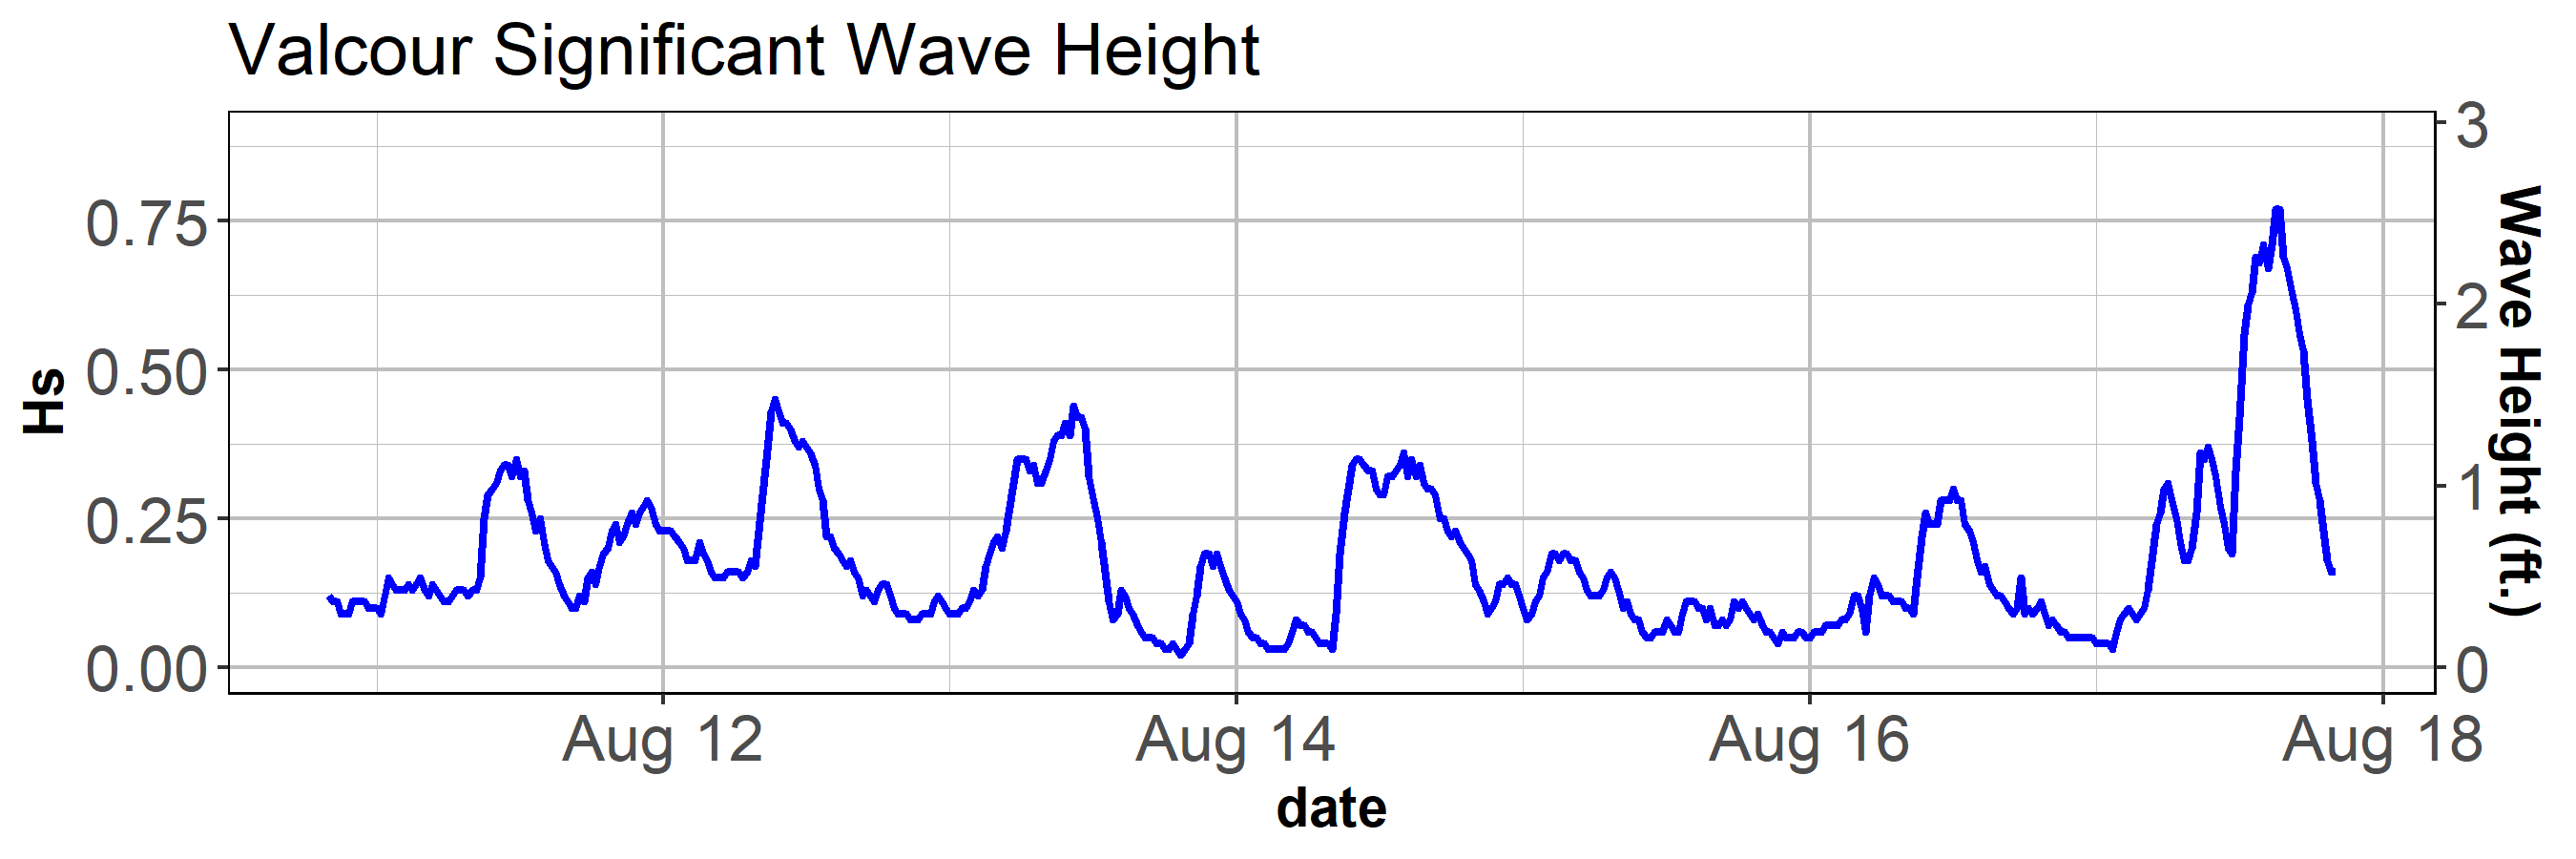 Valcour Significant Wave Height
Hs
0.75
0.50
0.25
0.00
3
2
1
0
Wave Height (ft.)
Aug 12 Aug 14 Aug 16 Aug 18
date